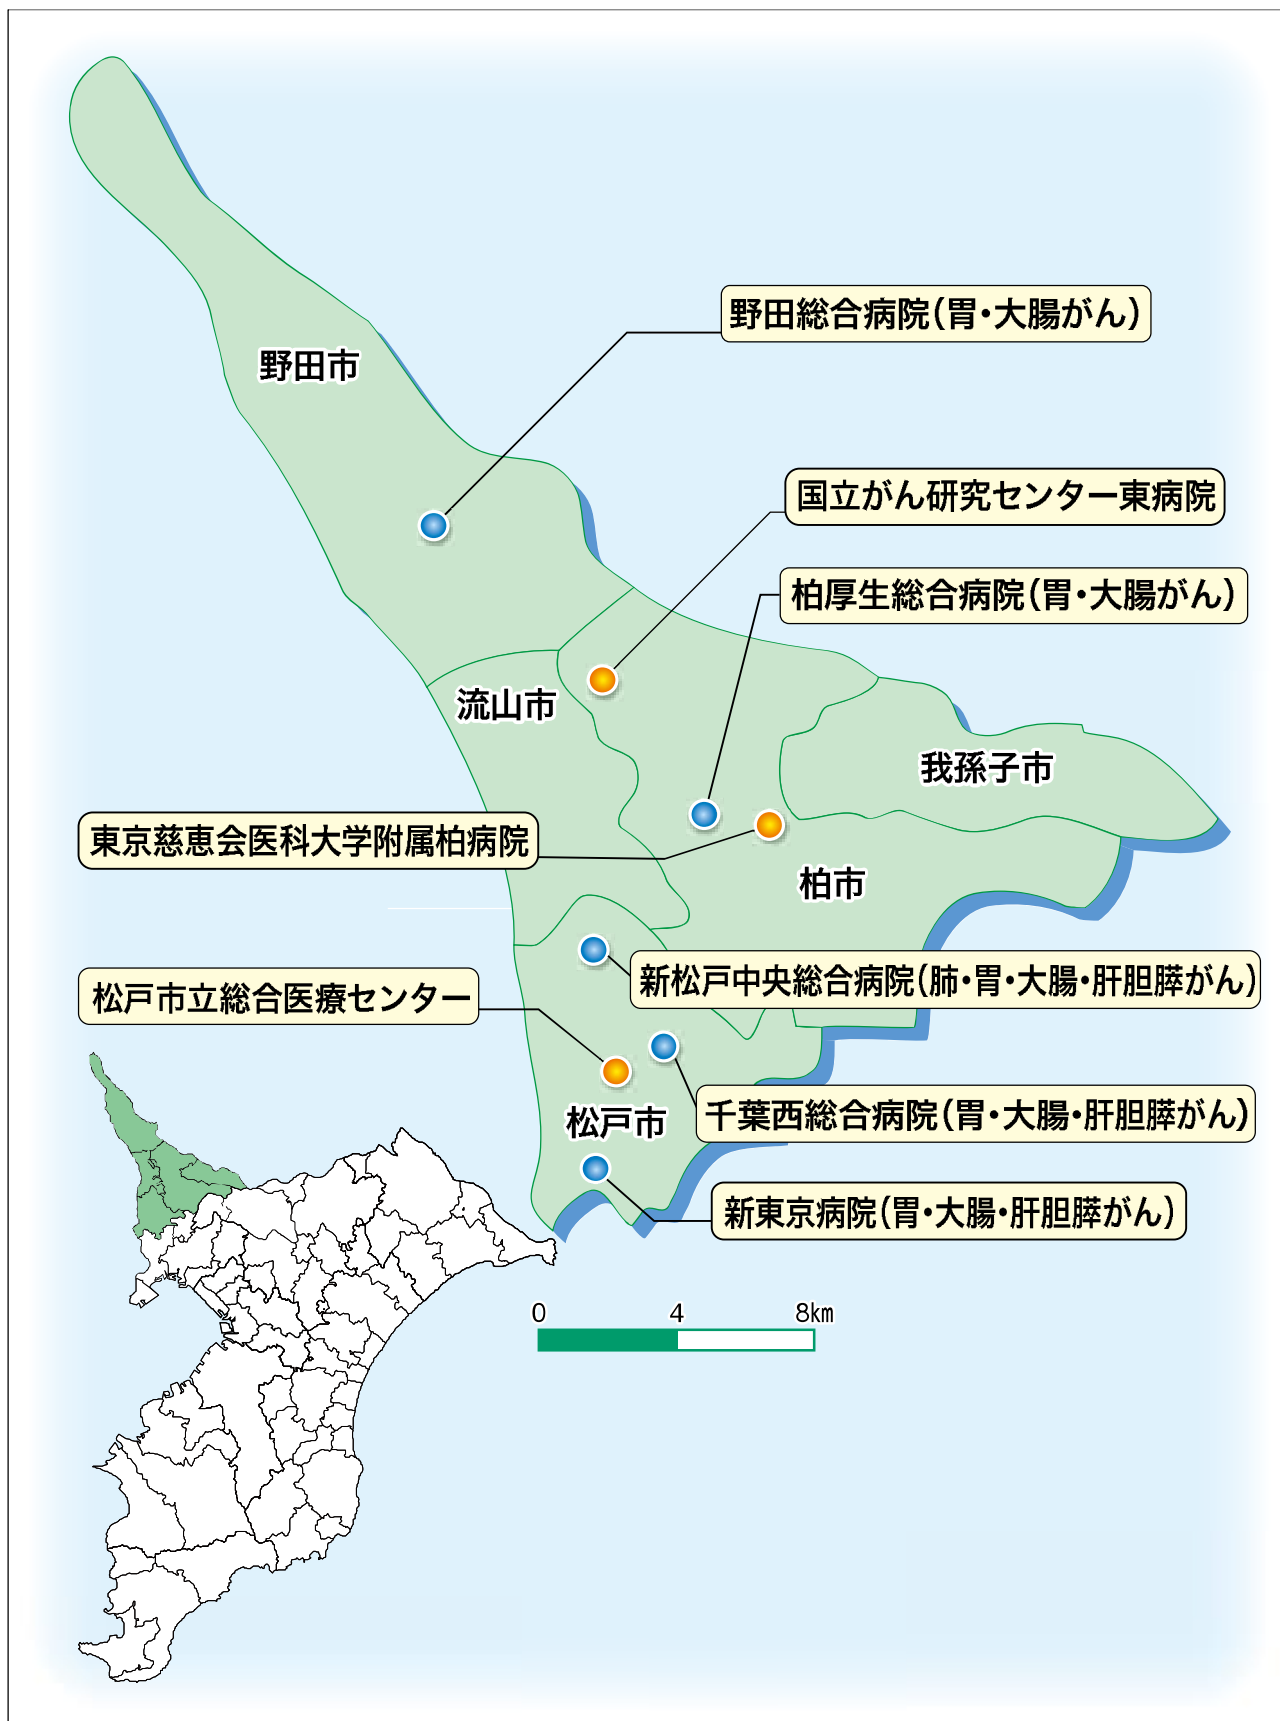 野田総合病院(胃・大腸がん)
野田市
国立がん研究センター東病院
柏厚生総合病院(胃・大腸がん)
流山市
我孫子市
東京慈恵会医科大学附属柏病院
柏市
新松戸中央総合病院(肺・胃・大腸・肝胆膵がん)
松戸市立総合医療センター
千葉西総合病院(胃・大腸・肝胆膵がん)
松戸市
新東京病院(胃・大腸・肝胆膵がん)
0 4 8km